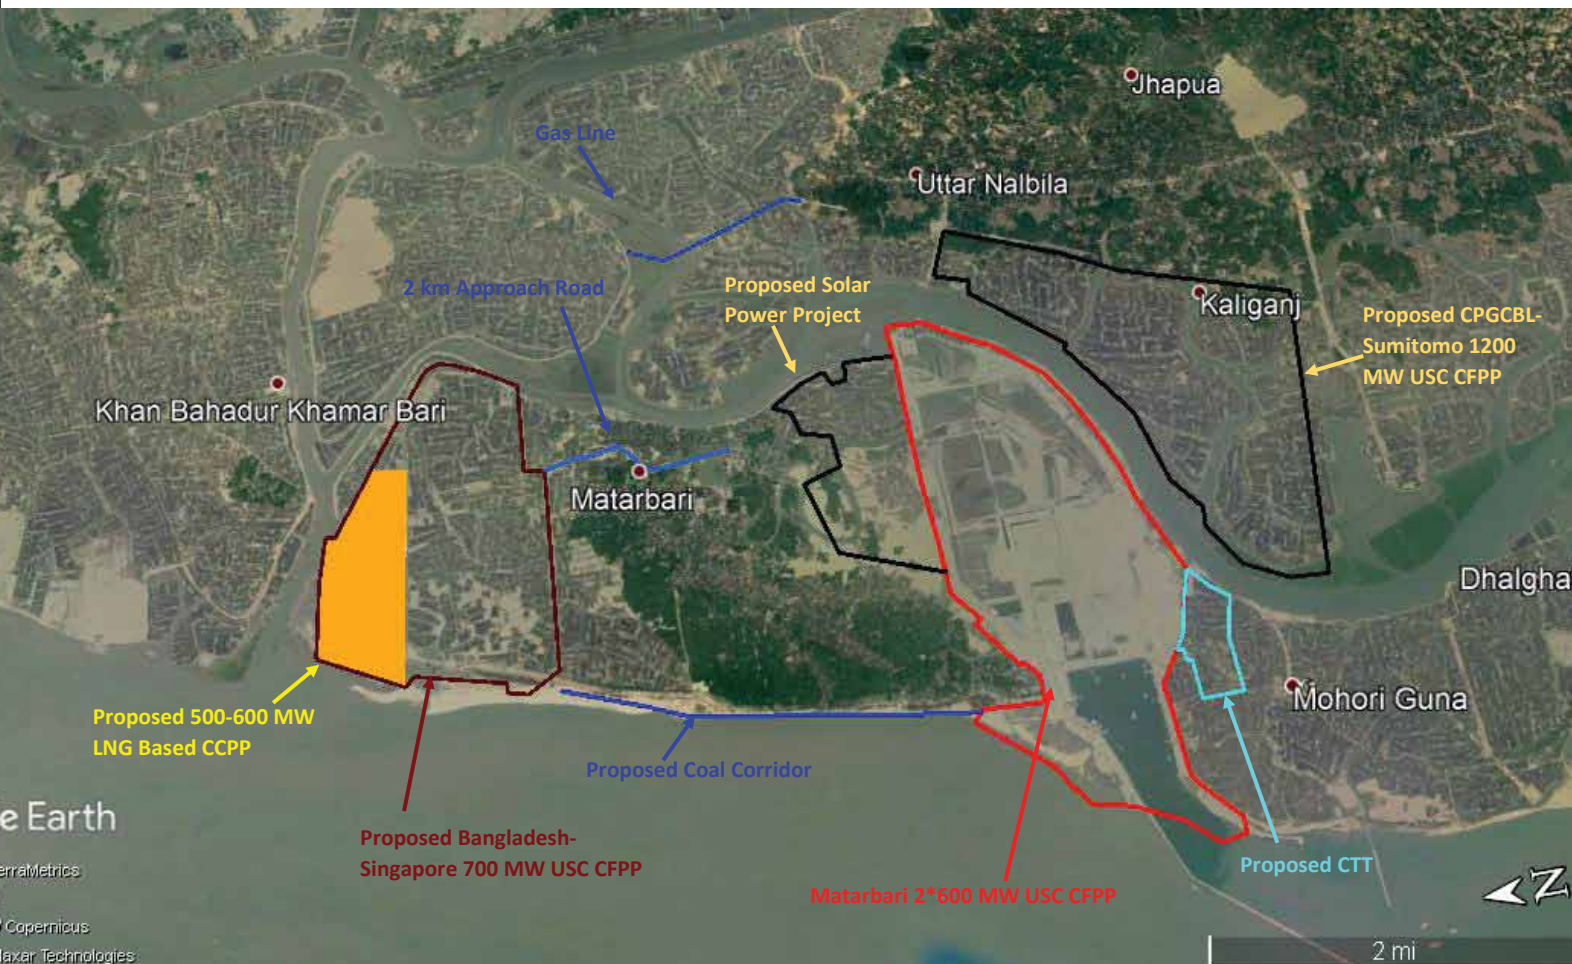 Jhapua
Gas Line
Uttar Nalbila
2 km Approach Road
Proposed Solar
Power Project
Kaliganj
Proposed CPGCBL-
Sumitomo 1200
MW USC CFPP
Khan Bahadur Khamar Bari
Matarbari
Dhalgha
Mohori Guna
Proposed 500-600 MW
LNG Based CCPP
Proposed Coal Corridor
e Earth
Proposed Bangladesh-
Singapore 700 MW USC CFPP
Proposed CTT
Matarbari 2*600 MW USC CFPP
erraMetrics
Copernicus
axar Technologies
N
2 mi